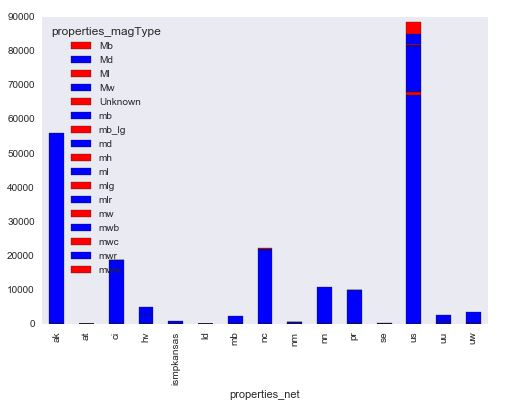 90000
80000
70000
60000
50000
40000
30000
20000
10000
0
properties_magType
Mb
Md
Ml
Mw
Unknown
mb
mb_lg
md
mh
ml
mlg
mlr
mw
mwb
mwc
mwr
ak
at
ci
hv
ismpkansas
ld
mb
nc
nm
nn
pr
se
us
uu
uw
properties_net